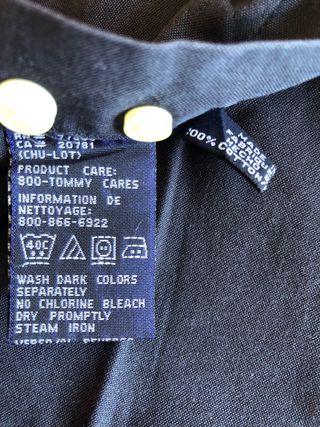 CA# 20781
(CHU-LOT)
PRODUCT CARE:
800-TOMMY CARES
INFORMATION DE
NETTOYAGE:
800-866-6922
40C
WASH DARK COLORS
SEPARATELY
NO CHLORINE BLEACH
DRY PROMPTLY
STEAM IRON
100% COTTON